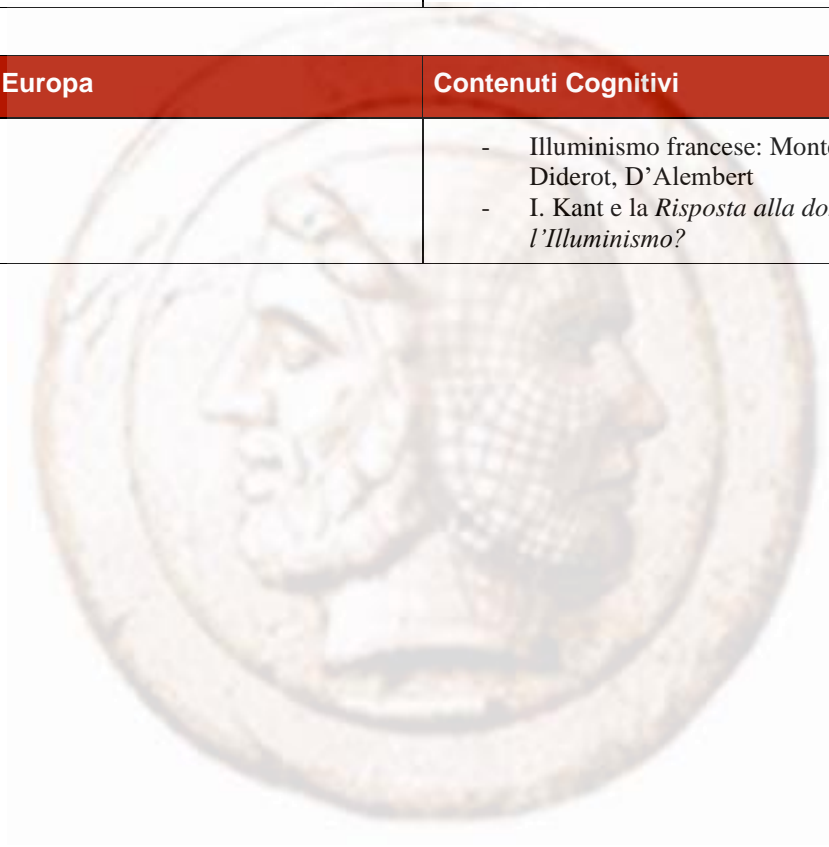 Europa
Contenuti Cognitivi
- Illuminismo francese:
Diderot, D’Alembert
- I. Kant e la Risposta alla
l’Illuminismo?